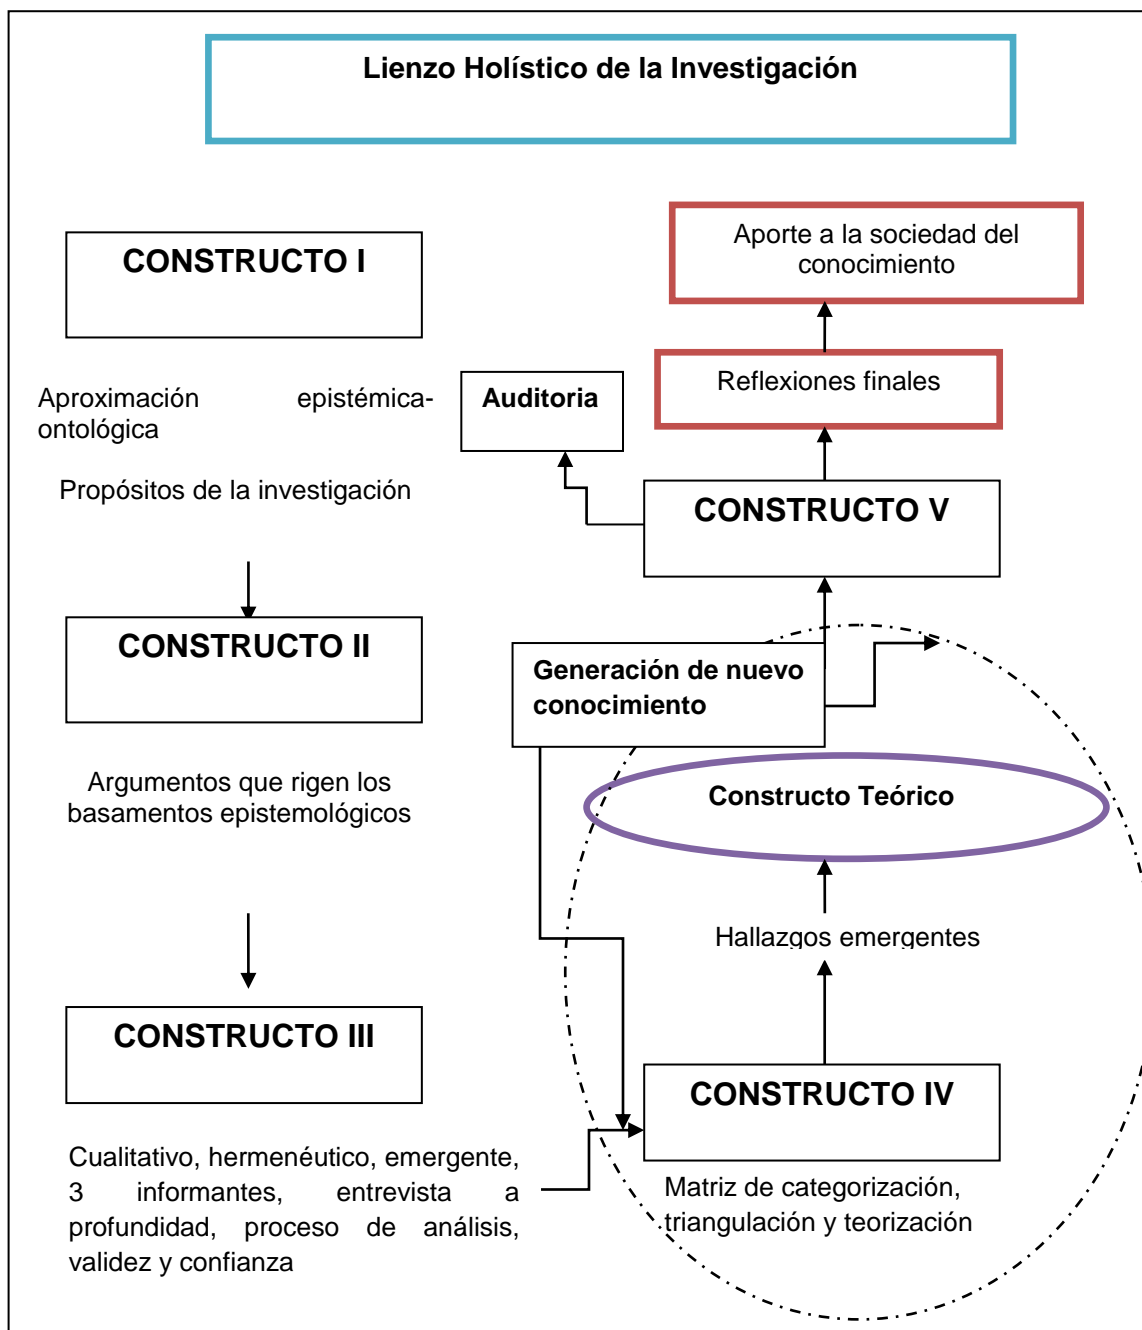 Lienzo Holístico de la Investigación
CONSTRUCTO I
Aproximación epistémica-
ontológica
Propósitos de la investigación
CONSTRUCTO II
Argumentos que rigen los
basamentos epistemológicos
CONSTRUCTO III
Cualitativo, hermenéutico, emergente,
3 informantes, entrevista a
profundidad, proceso de análisis,
validez y confianza
Aporte a la sociedad del
conocimiento
Reflexiones finales
Auditoria
CONSTRUCTO V
Generación de nuevo
conocimiento
Constructo Teórico
Hallazgos emergentes
CONSTRUCTO IV
Matriz de categorización,
triangulación y teorización